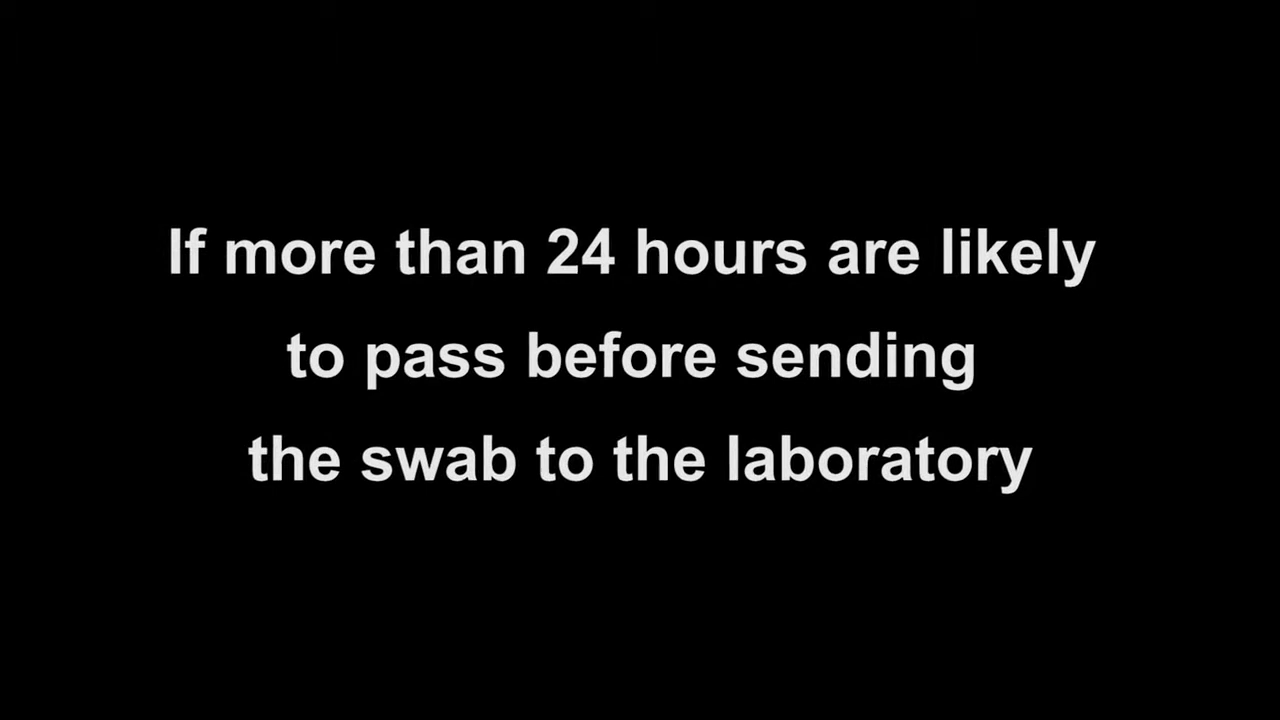 If more than 24 hours are likely
to pass before sending
the swab to the laboratory